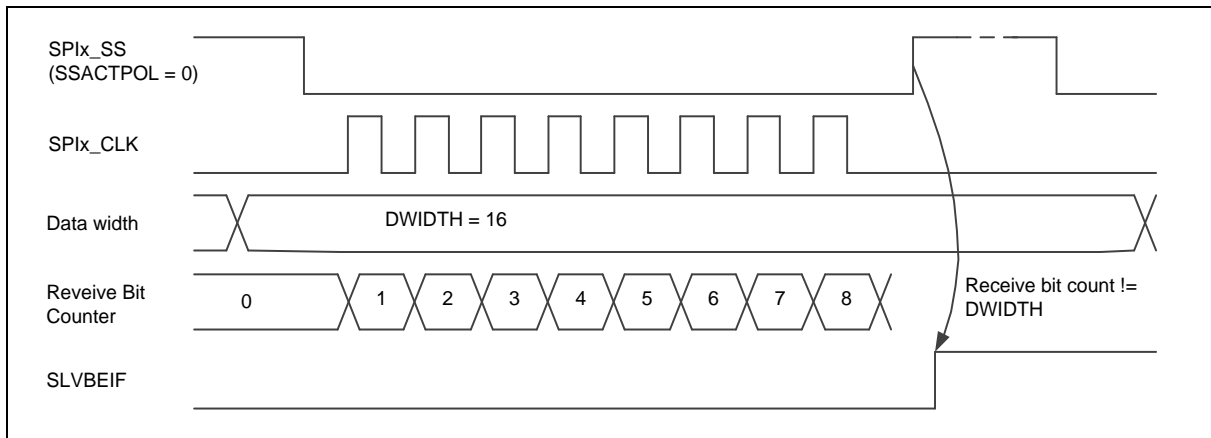 SPIx_SS
(SSACTPOL = 0)
SPIx_CLK
Data width
DWIDTH = 16
Reveive Bit
Counter
0
1
2
3
4
5
6
7
8
Receive bit count !=
DWIDTH
SLVBEIF